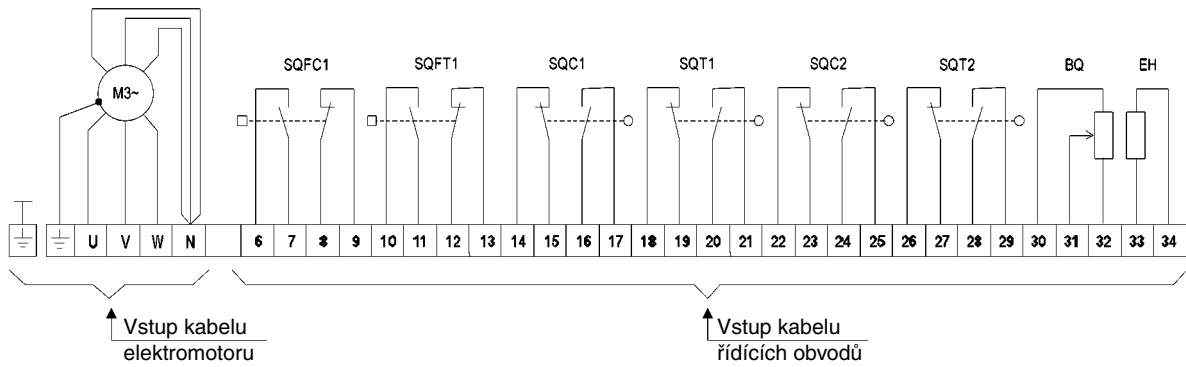 SQFC1 SQFT1 SQC1 SQT1 SQC2 SQT2 BQ EH
M3~
U V W N 6 7 8 9 10 11 12 13 14 15 16 17 18 19 20 21 22 23 24 25 26 27 28 29 30 31 32 33 34
Vstup kabelu
elektromotoru
Vstup kabelu
řídících obvodů